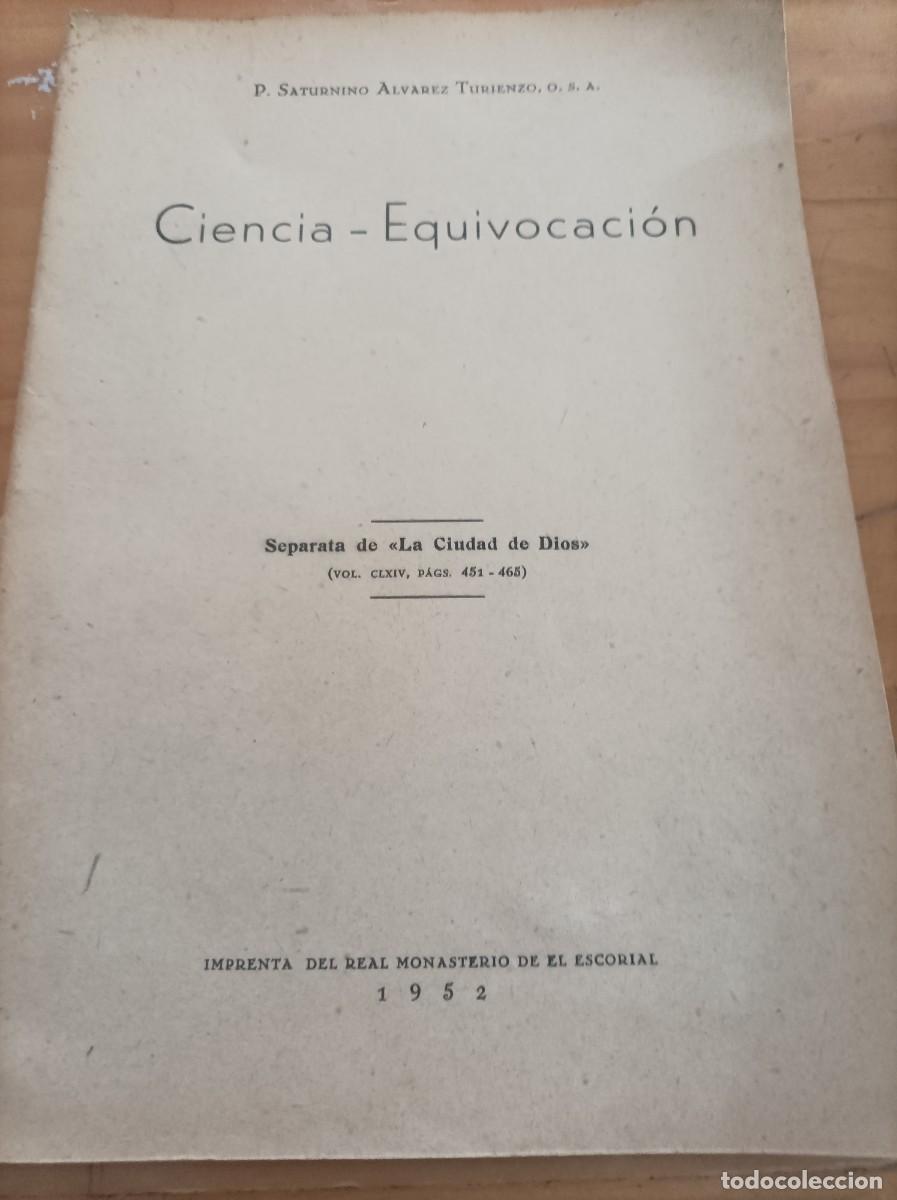 P. SATURNINO ALVAREZ TURIENZO, O. S. A.
Ciencia - Equivocación
Separata de «La Ciudad de Dios»
(VOL. CLXIV, PÁGS. 451 - 465)
IMPRENTA DEL REAL MONASTERIO DE EL ESCORIAL
1 9 5 2
todocoleccion